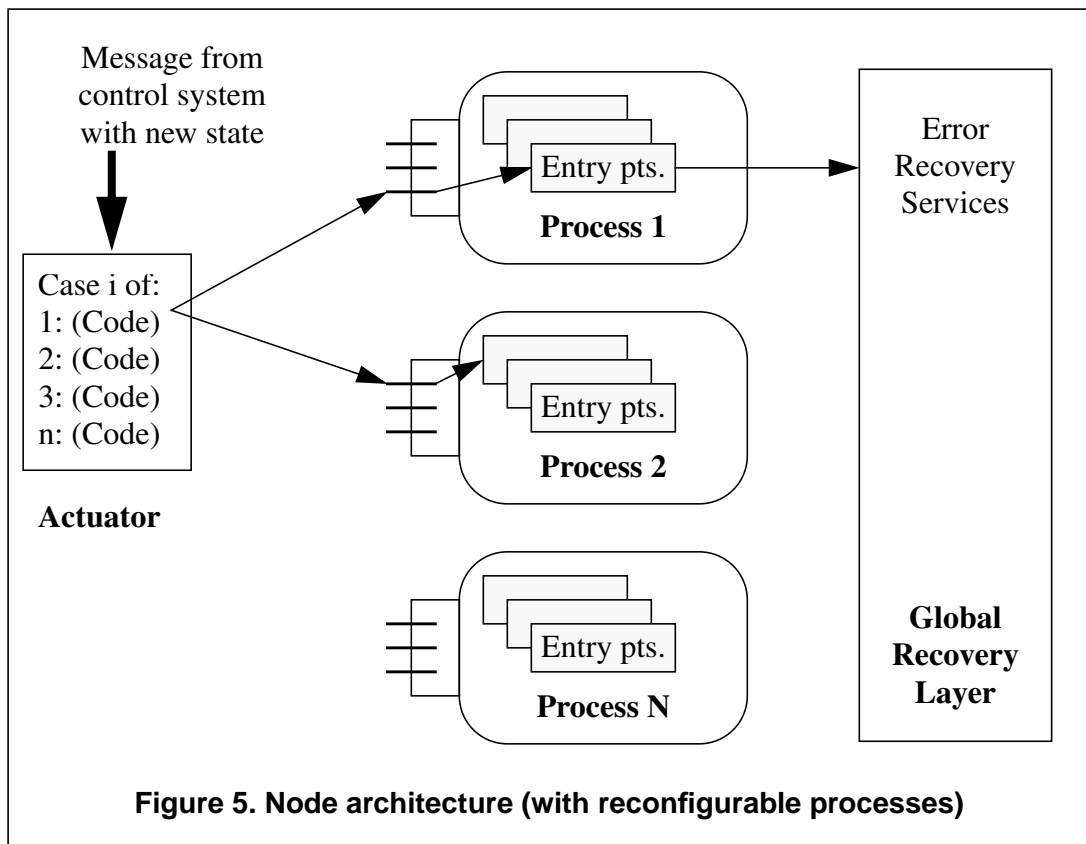 Message from
control system
with new state
Case i of:
1: (Code)
2: (Code)
3: (Code)
n: (Code)
Actuator
Entry pts.
Process 1
Entry pts.
Process 2
Entry pts.
Process N
Error
Recovery
Services
Global
Recovery
Layer
Figure 5. Node architecture (with reconfigurable processes)